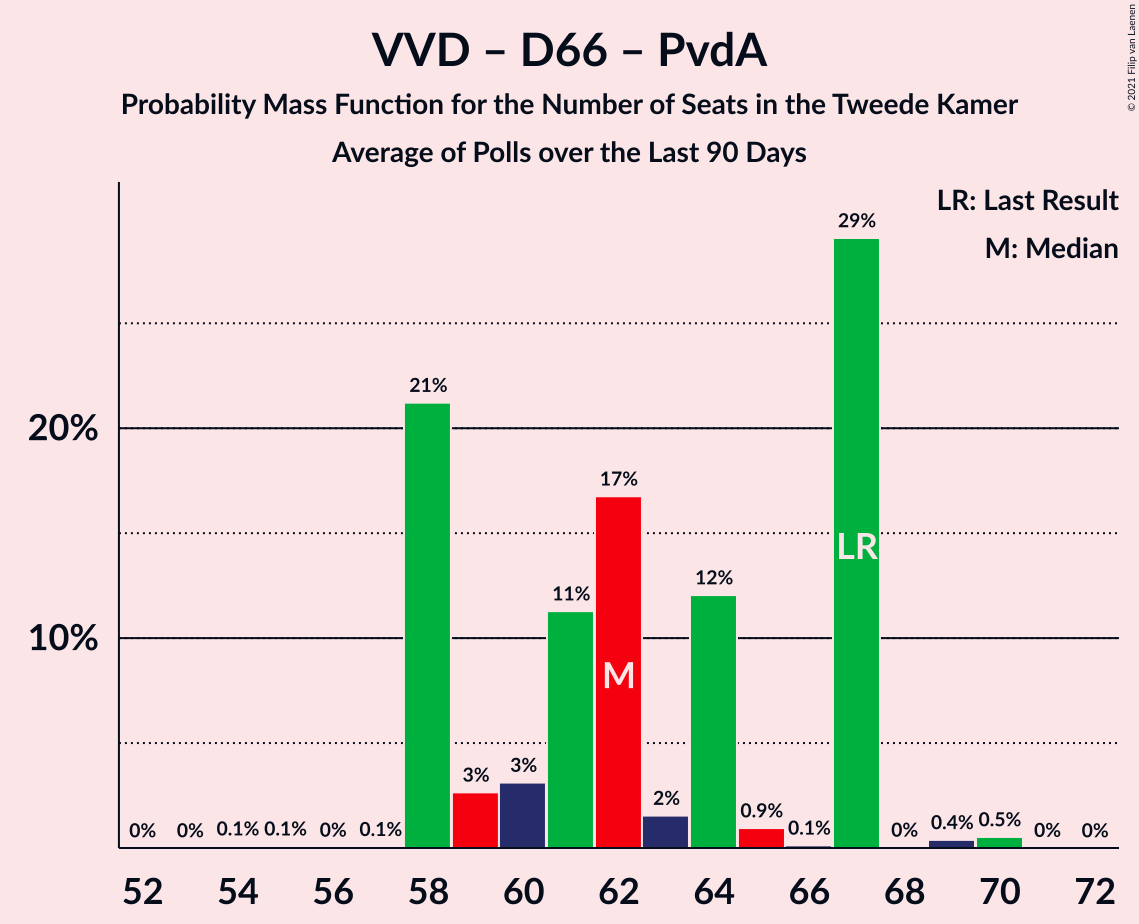 VVD – D66 – PvdA
Probability Mass Function for the Number of Seats in the Tweede Kamer
Average of Polls over the Last 90 Days
© 2021 Filip van Laenen
LR: Last Result
M: Median
29%
21%
20%
17%
12%
11%
LR
10%
M
3%
3%
2%
0.9%
0.5%
0.4%
0% 0% 0.1% 0.1% 0% 0.1% 0.1% 0% 0% 0%
52 54 56 58 60 62 64 66 68 70 72